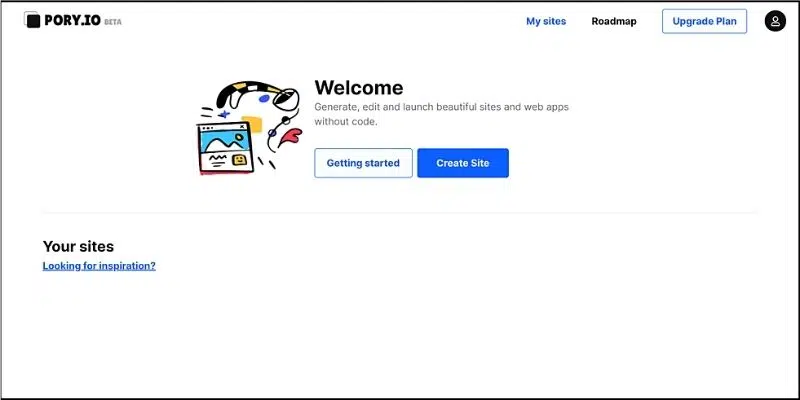 PORY.IO BETA
My sites
Roadmap
Upgrade Plan
Welcome
Generate, edit and launch beautiful sites and web apps
without code.
Getting started
Create Site
Your sites
Looking for inspiration?